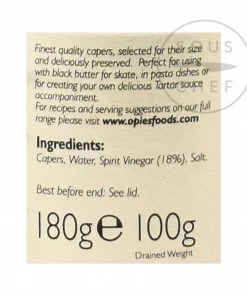 SOUS
CHEF
Finest quality capers, selected for their size
and deliciously preserved. Perfect for using
with black butter for skate, in pasta dishes or
for creating your own delicious Tartar sauce
accompaniment.
For recipes and serving suggestions on our full
range please visit www.opiesfoods.com
Ingredients:
Capers, Water, Spirit Vinegar (18%), Salt.
Best before end: See lid.
180g℮ 100g
Drained Weight